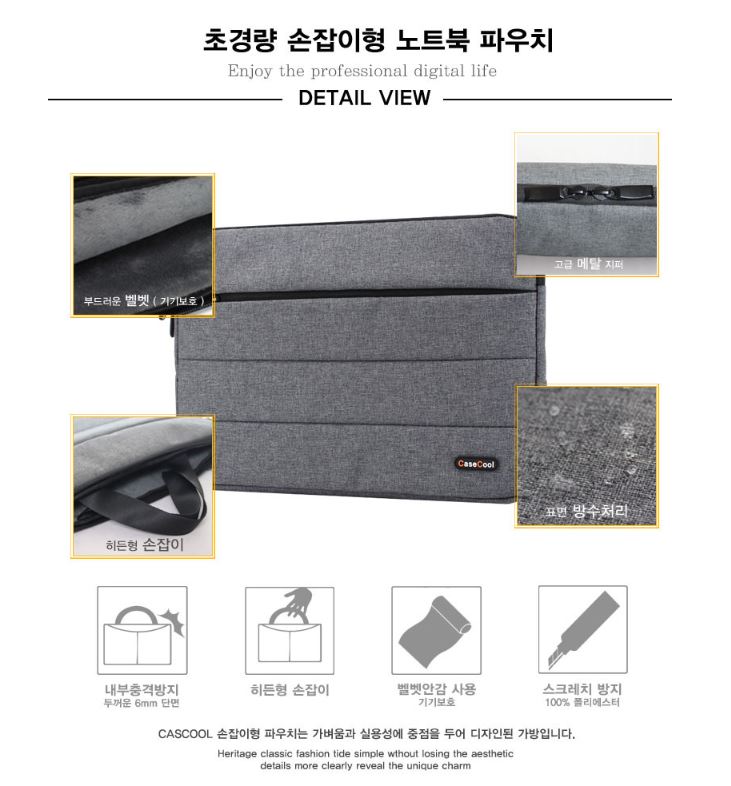 초경량 손잡이형 노트북 파우치
Enjoy the professional digital life
DETAIL VIEW
부드러운 벨벳 ( 기기보호 )
고급 메탈 지퍼
CaseCool
히든형 손잡이
표면 방수처리
내부충격방지
두꺼운 6mm 단면
히든형 손잡이
벨벳안감 사용
기기보호
스크레치 방지
100% 폴리에스터
CASCOOL 손잡이형 파우치는 가벼움과 실용성에 중점을 두어 디자인된 가방입니다.
Heritage classic fashion tide simple wthout losing the aesthetic
details more clearly reveal the unique charm